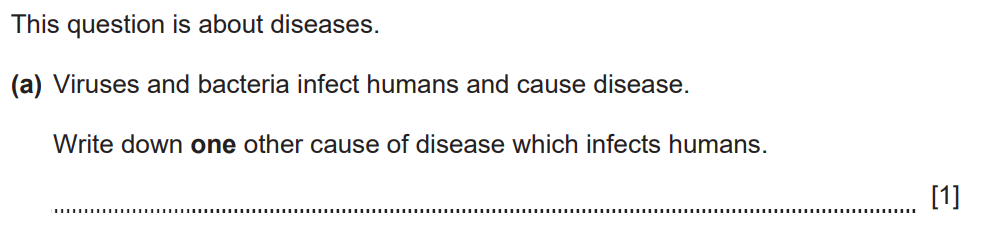 This question is about diseases.
(a) Viruses and bacteria infect humans and cause disease.
Write down one other cause of disease which infects humans.
[1]